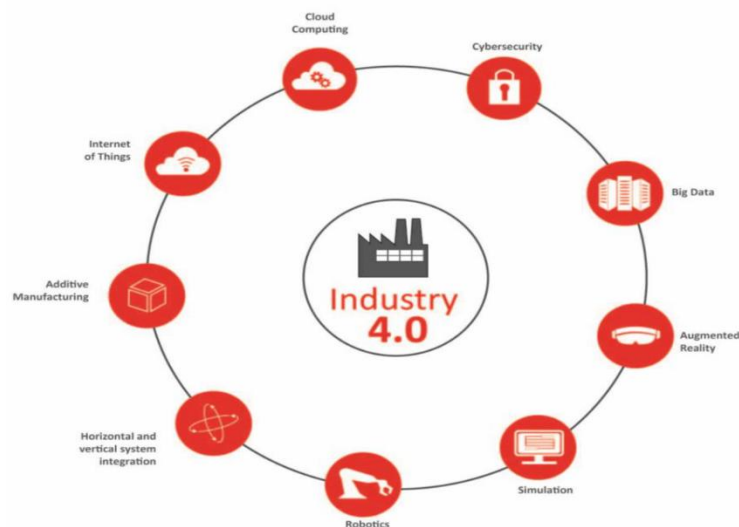 Cloud
Computing
Cybersecurity
Internet
of Things
Big Data
Additive
Manufacturing
Industry
4.0
Augmented
Reality
Horizontal and
vertical system
integration
Simulation
Robotics